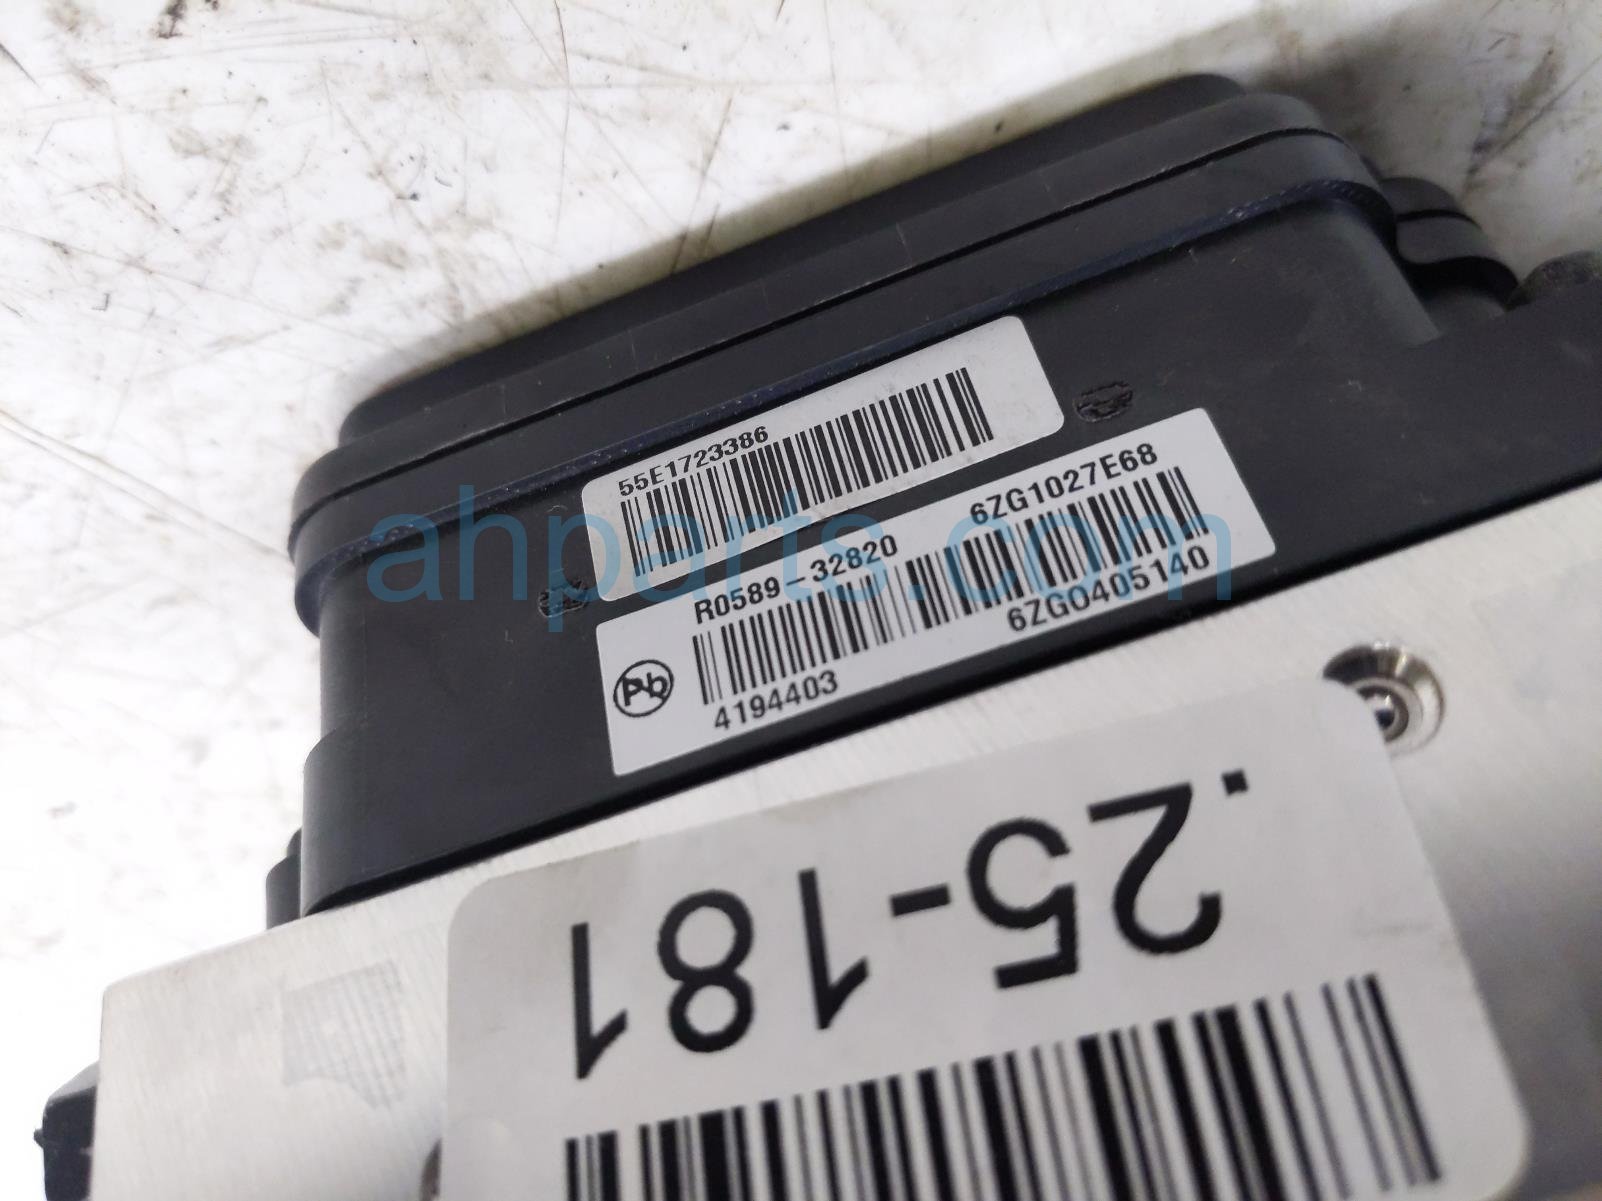 55E1723386
R0589-32820 6ZG1027E68
Pb
4194403 6ZG0405140
.25-181
ahparts.com